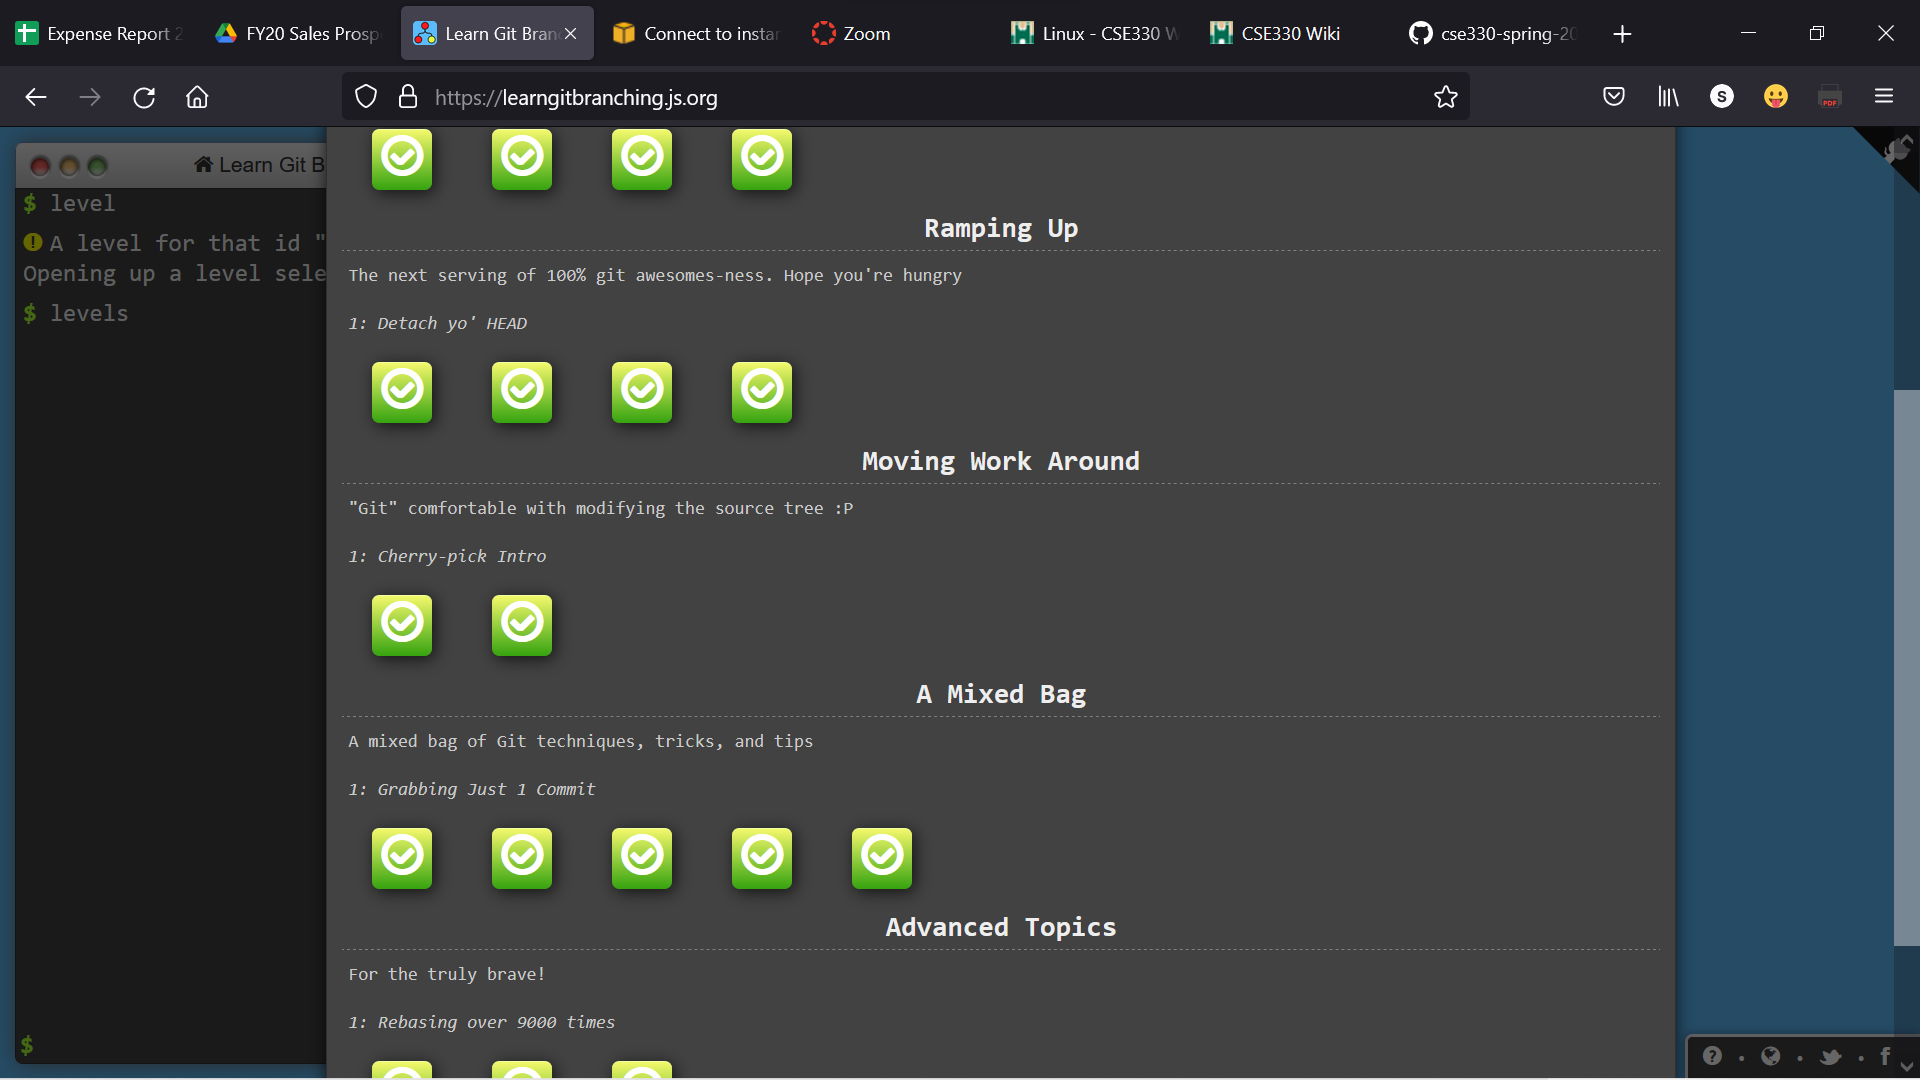 Expense Report 2
FY20 Sales Prosp
Learn Git Bran
Connect to instan
Zoom
Linux - CSE330 W
CSE330 Wiki
cse330-spring-20
https://learngitbranching.js.org
S
PDF
Learn Git B
$ level
A level for that id "
Opening up a level sele
$ levels
$
Ramping Up
The next serving of 100% git awesomes-ness. Hope you're hungry
1: Detach yo' HEAD
Moving Work Around
"Git" comfortable with modifying the source tree :P
1: Cherry-pick Intro
A Mixed Bag
A mixed bag of Git techniques, tricks, and tips
1: Grabbing Just 1 Commit
Advanced Topics
For the truly brave!
1: Rebasing over 9000 times